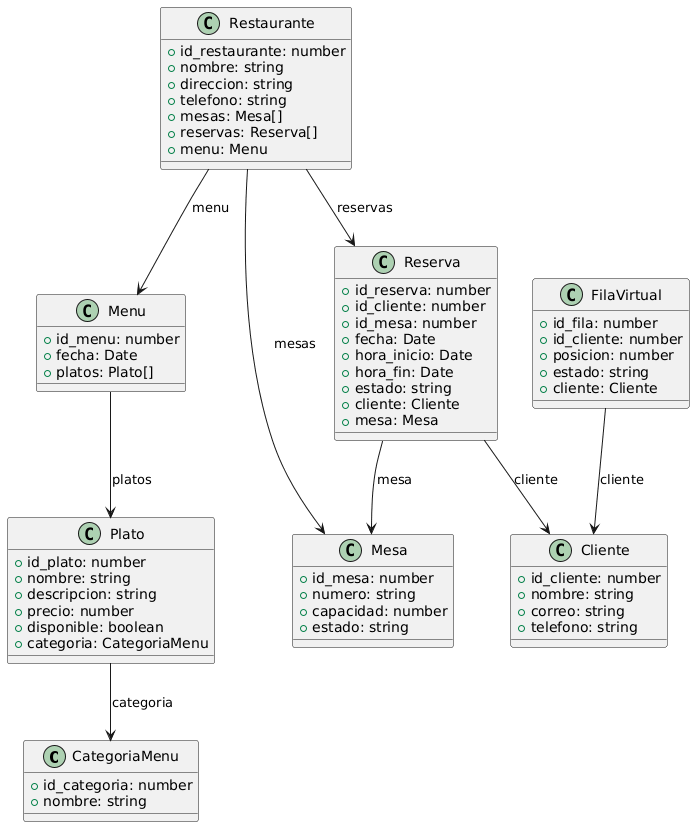 C Restaurante
id_restaurante: number
nombre: string
direccion: string
telefono: string
mesas: Mesa[]
reservas: Reserva[]
menu: Menu
menu
reservas
mesas
C Menu
id_menu: number
fecha: Date
platos: Plato[]
C Reserva
id_reserva: number
id_cliente: number
id_mesa: number
fecha: Date
hora_inicio: Date
hora_fin: Date
estado: string
cliente: Cliente
mesa: Mesa
C FilaVirtual
id_fila: number
id_cliente: number
posicion: number
estado: string
cliente: Cliente
platos
mesa
cliente
cliente
C Plato
id_plato: number
nombre: string
descripcion: string
precio: number
disponible: boolean
categoria: CategoriaMenu
C Mesa
id_mesa: number
numero: string
capacidad: number
estado: string
C Cliente
id_cliente: number
nombre: string
correo: string
telefono: string
categoria
C CategoriaMenu
id_categoria: number
nombre: string